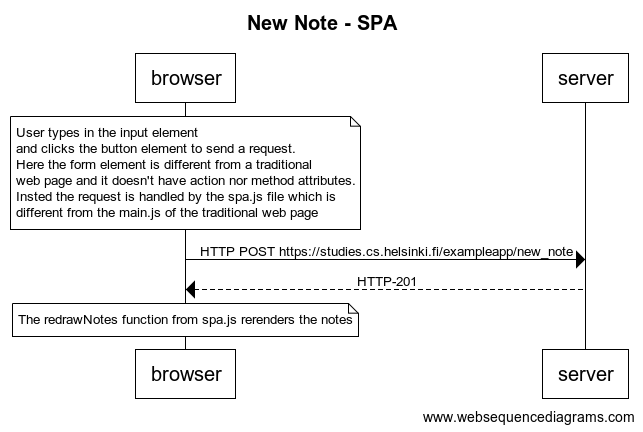 New Note - SPA
browser
server
User types in the input element
and clicks the button element to send a request.
Here the form element is different from a traditional
web page and it doesn't have action nor method attributes.
Insted the request is handled by the spa.js file which is
different from the main.js of the traditional web page
HTTP POST https://studies.cs.helsinki.fi/exampleapp/new_note
HTTP-201
The redrawNotes function from spa.js rerenders the notes
browser
server
www.websequencediagrams.com